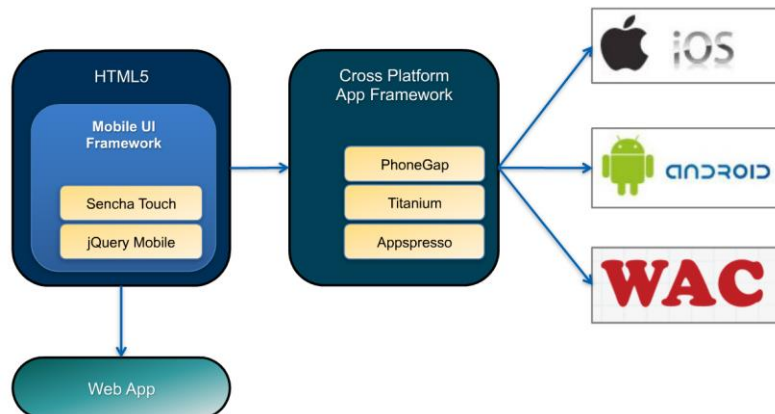 HTML5
Mobile UI
Framework
Sencha Touch
jQuery Mobile
Web App
Cross Platform
App Framework
PhoneGap
Titanium
Appspresso
iOS
ANDROID
WAC